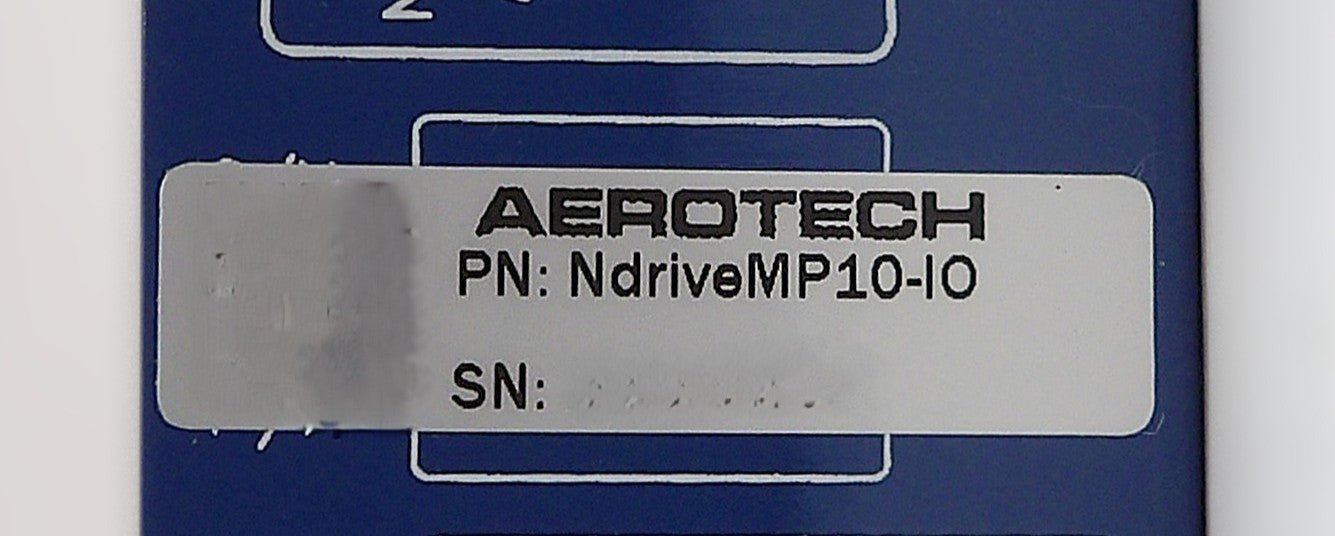 AEROTECH
PN: NdriveMP10-IO
SN: